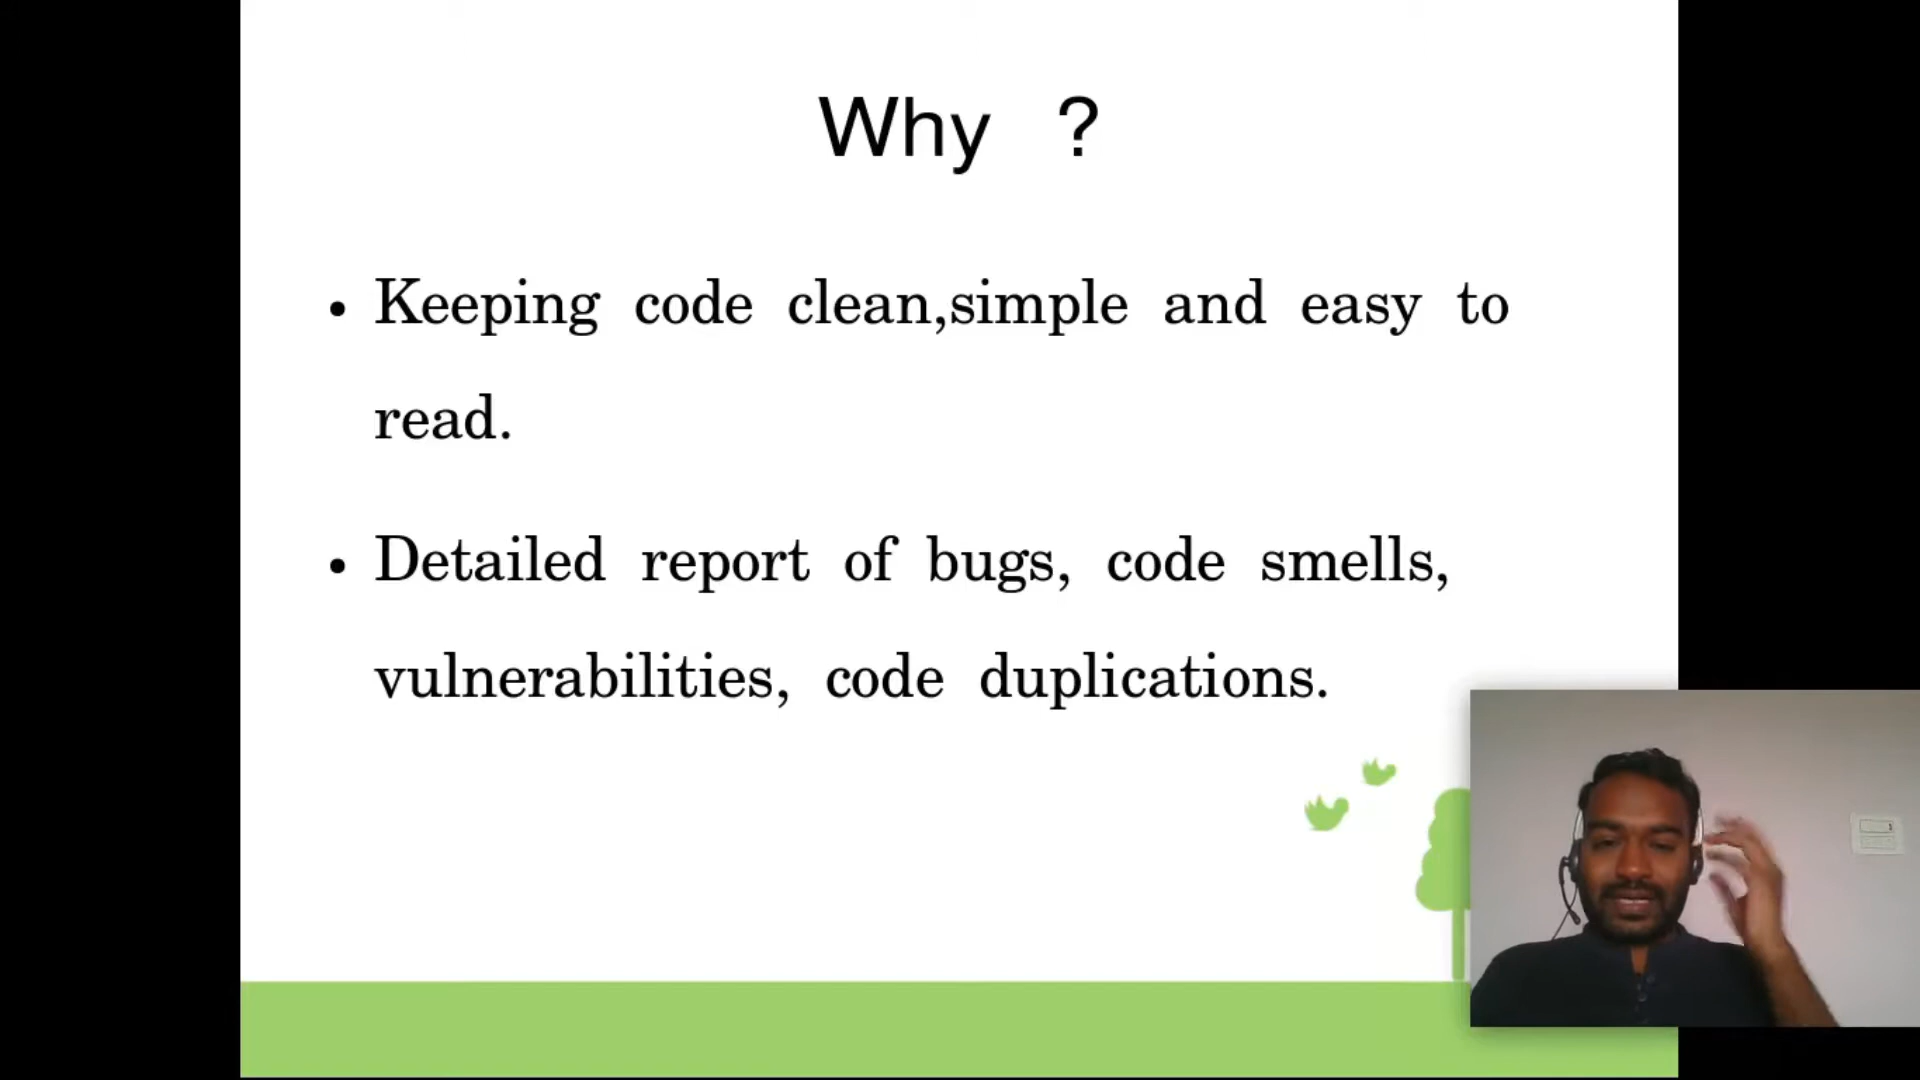 Why ?
• Keeping code clean,simple and easy to
read.
• Detailed report of bugs, code smells,
vulnerabilities, code duplications.